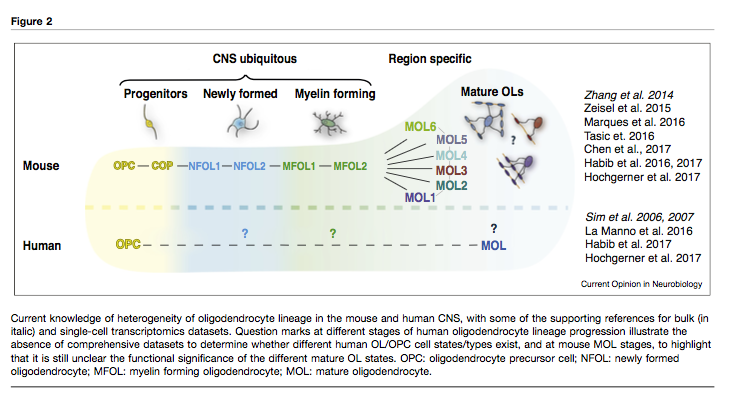 Figure 2
CNS ubiquitous
Region specific
Progenitors
Newly formed
Myelin forming
Mature OLs
Mouse
OPC — COP —NFOL1— NFOL2 — MFOL1 — MFOL2
MOL6
MOL5
MOL4
MOL3
MOL2
MOL1
?
Zhang et al. 2014
Zeisel et al. 2015
Marques et al. 2016
Tasic et. 2016
Chen et al., 2017
Habib et al. 2016, 2017
Hochgerner et al. 2017
Human
OPC
?
?
?
MOL
Sim et al. 2006, 2007
La Manno et al. 2016
Habib et al. 2017
Hochgerner et al. 2017
Current Opinion in Neurobiology
Current knowledge of heterogeneity of oligodendrocyte lineage in the mouse and human CNS, with some of the supporting references for bulk (in
italic) and single-cell transcriptomics datasets. Question marks at different stages of human oligodendrocyte lineage progression illustrate the
absence of comprehensive datasets to determine whether different human OL/OPC cell states/types exist, and at mouse MOL stages, to highlight
that it is still unclear the functional significance of the different mature OL states. OPC: oligodendrocyte precursor cell; NFOL: newly formed
oligodendrocyte; MFOL: myelin forming oligodendrocyte; MOL: mature oligodendrocyte.